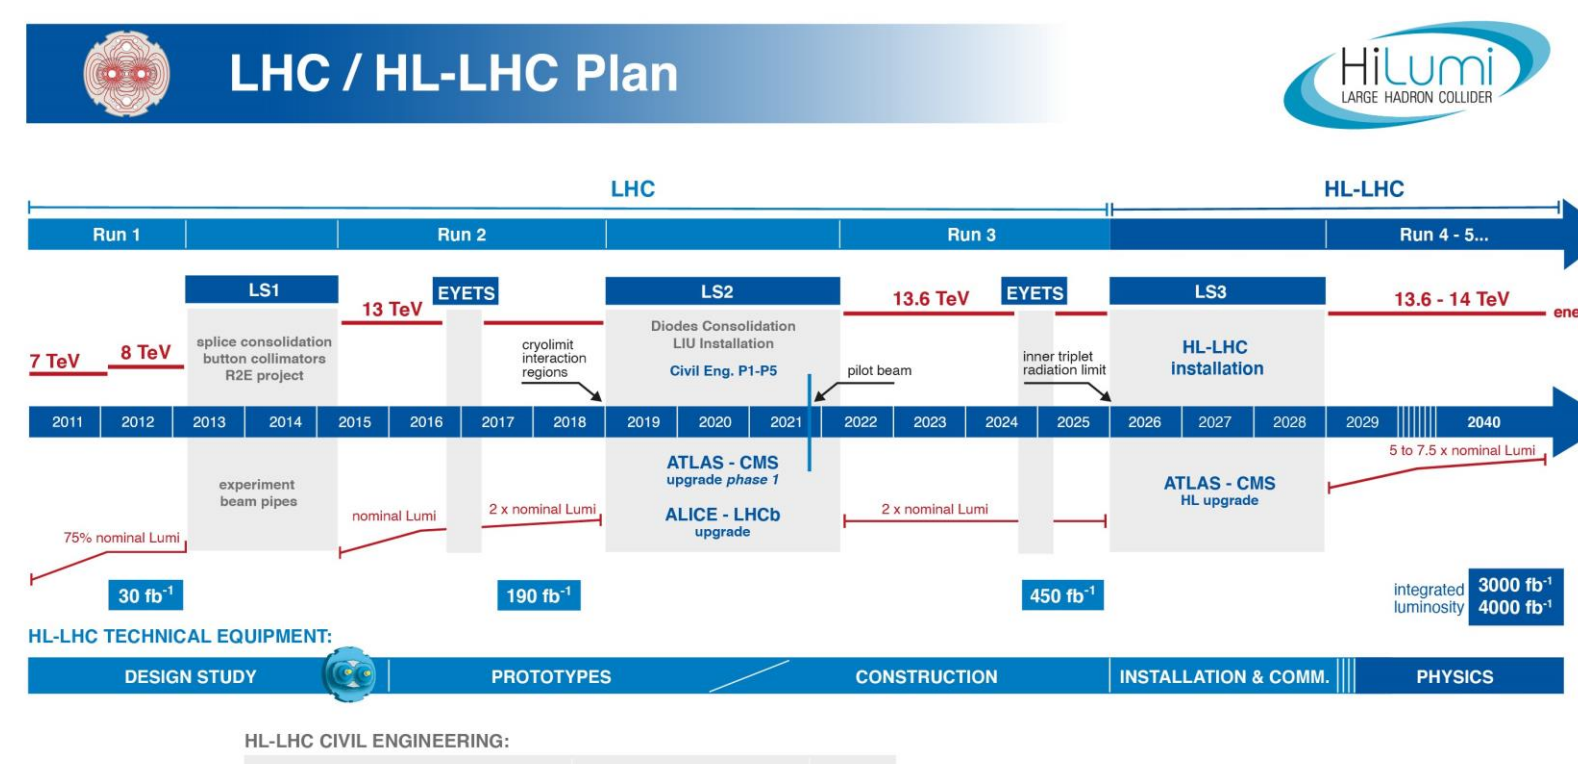 LHC / HL-LHC Plan
HiLumi
LARGE HADRON COLLIDER
LHC
HL-LHC
Run 1
Run 2
Run 3
Run 4 - 5...
LS1
EYETS
LS2
EYETS
LS3
13 TeV
13.6 TeV
13.6 - 14 TeV
ene
7 TeV
8 TeV
splice consolidation
button collimators
R2E project
cryolimit
interaction
regions
Diodes Consolidation
LIU Installation
Civil Eng. P1-P5
pilot beam
inner triplet
radiation limit
HL-LHC
installation
2011 2012 2013 2014 2015 2016 2017 2018 2019 2020 2021 2022 2023 2024 2025 2026 2027 2028 2029 2040
5 to 7.5 x nominal Lumi
experiment
beam pipes
ATLAS - CMS
upgrade phase 1
ALICE - LHCb
upgrade
ATLAS - CMS
HL upgrade
75% nominal Lumi
nominal Lumi
2 x nominal Lumi
2 x nominal Lumi
30 fb-1
190 fb-1
450 fb-1
integrated
luminosity
3000 fb-1
4000 fb-1
HL-LHC TECHNICAL EQUIPMENT:
DESIGN STUDY
PROTOTYPES
CONSTRUCTION
INSTALLATION & COMM.
PHYSICS
HL-LHC CIVIL ENGINEERING: